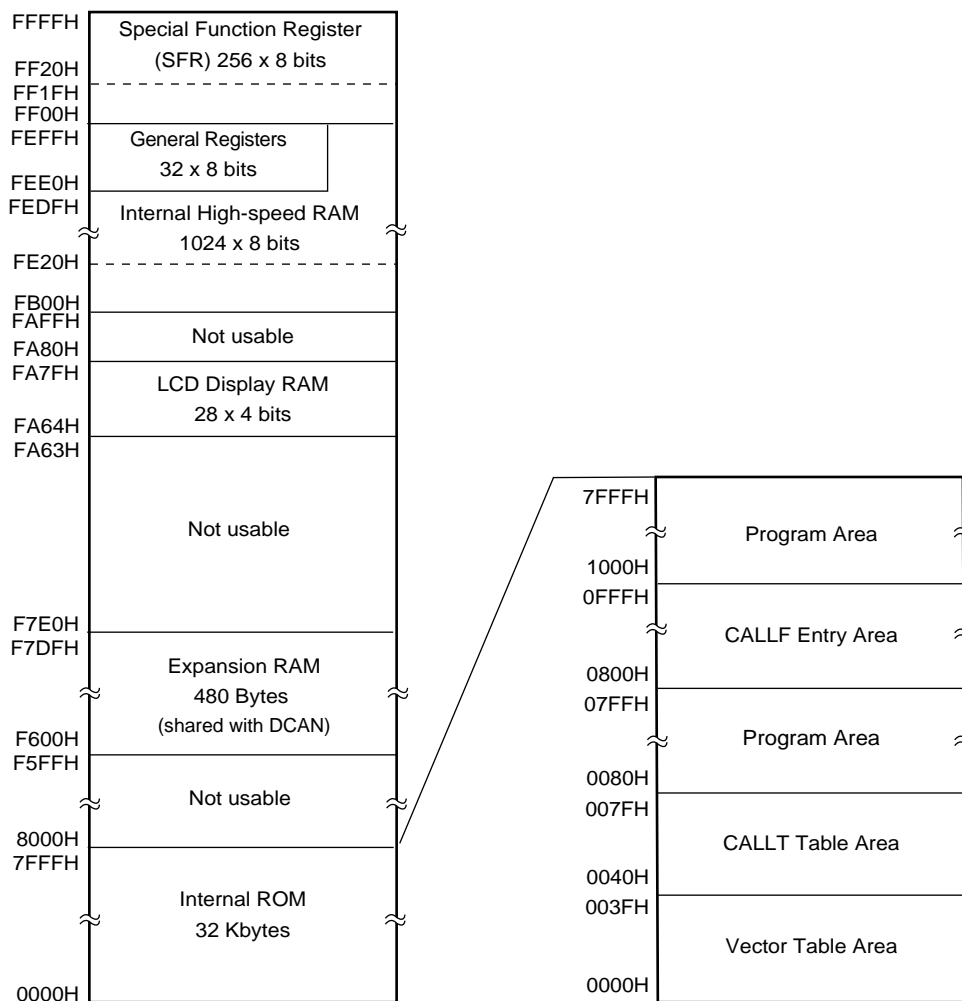 FFFFH
Special Function Register
(SFR) 256 x 8 bits
FF20H
FF1FH
FF00H
FEFFH
General Registers
32 x 8 bits
FEE0H
FEDFH
Internal High-speed RAM
1024 x 8 bits
FE20H
FB00H
FAFFH
Not usable
FA80H
FA7FH
LCD Display RAM
28 x 4 bits
FA64H
FA63H
Not usable
F7E0H
F7DFH
Expansion RAM
480 Bytes
(shared with DCAN)
F600H
F5FFH
Not usable
8000H
7FFFH
Internal ROM
32 Kbytes
0000H
7FFFH
Program Area
1000H
0FFFH
CALLF Entry Area
0800H
07FFH
Program Area
0080H
007FH
CALLT Table Area
0040H
003FH
Vector Table Area
0000H